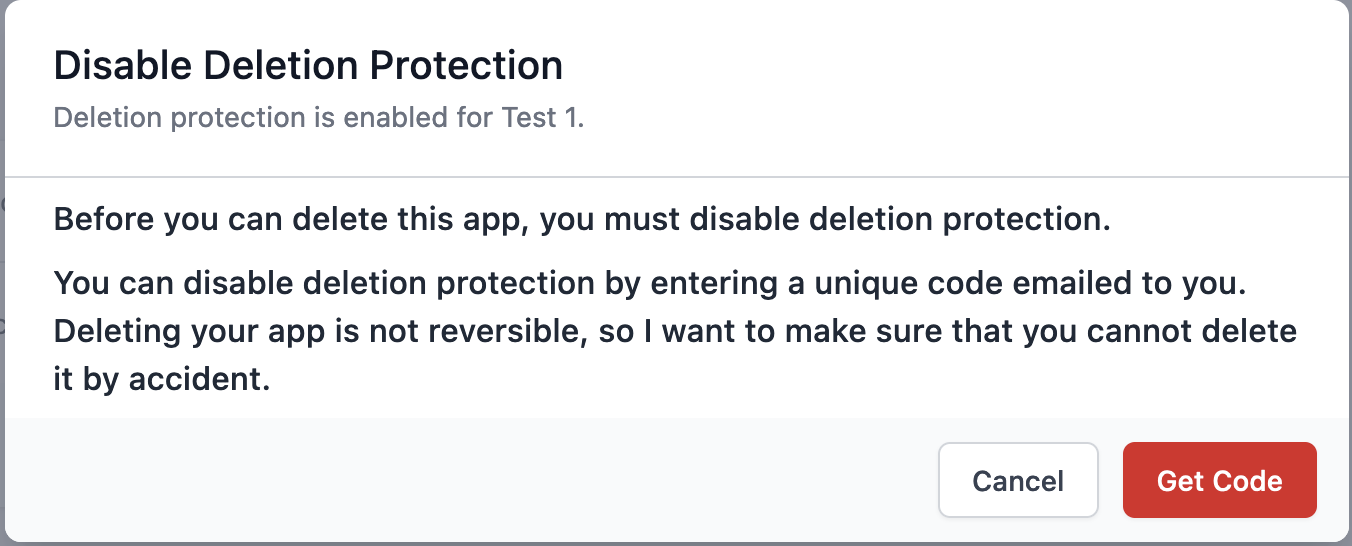 Disable Deletion Protection
Deletion protection is enabled for Test 1.
Before you can delete this app, you must disable deletion protection.
You can disable deletion protection by entering a unique code emailed to you.
Deleting your app is not reversible, so I want to make sure that you cannot delete
it by accident.
Cancel
Get Code